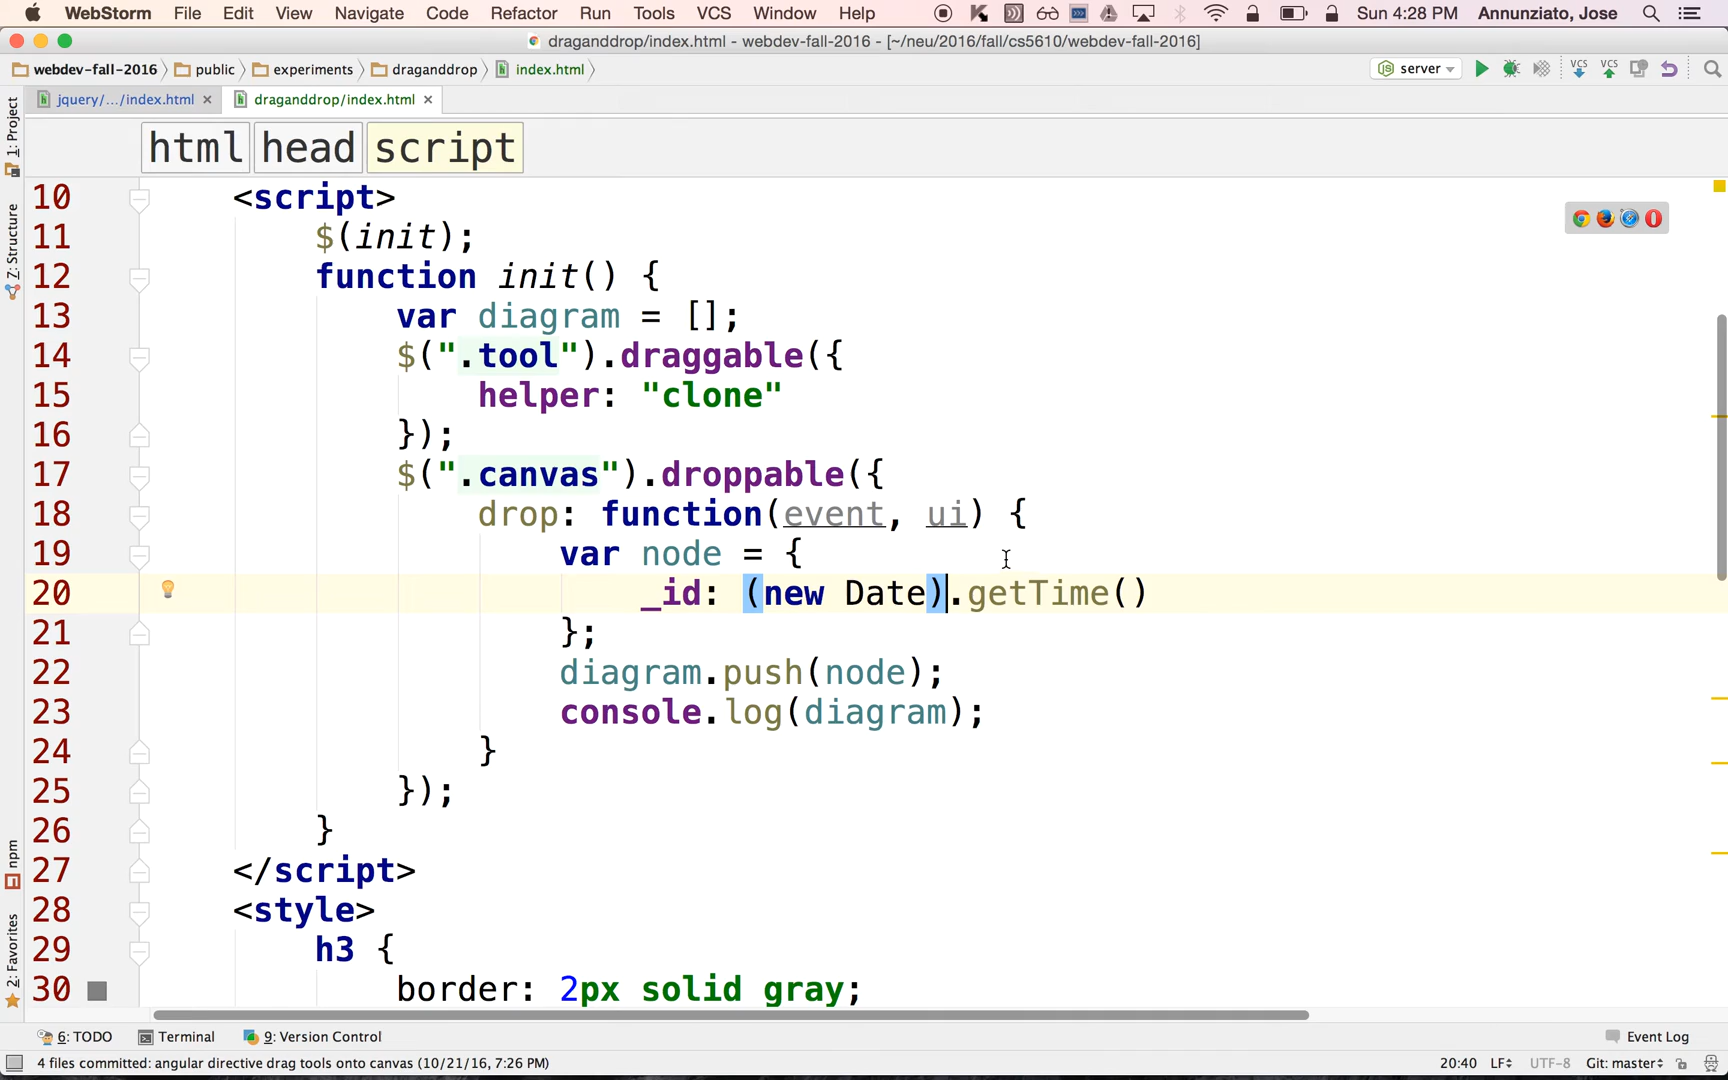 WebStorm File Edit View Navigate Code Refactor Run Tools VCS Window Help Sun 4:28 PM Annunziato, Jose
draganddrop/index.html - webdev-fall-2016 - [~/neu/2016/fall/cs5610/webdev-fall-2016]
webdev-fall-2016 public experiments draganddrop index.html server VCS VCS
jquery/.../index.html draganddrop/index.html
1: Project
Z: Structure
npm
2: Favorites
html head script
10 <script>
11 $(init);
12 function init() {
13 var diagram = [];
14 $(".tool").draggable({
15 helper: "clone"
16 });
17 $(".canvas").droppable({
18 drop: function(event, ui) {
19 var node = {
20 _id: (new Date).getTime()
21 };
22 diagram.push(node);
23 console.log(diagram);
24 }
25 });
26 }
27 </script>
28 <style>
29 h3 {
30 border: 2px solid gray;
6: TODO Terminal 9: Version Control Event Log
4 files committed: angular directive drag tools onto canvas (10/21/16, 7:26 PM) 20:40 LF UTF-8 Git: master